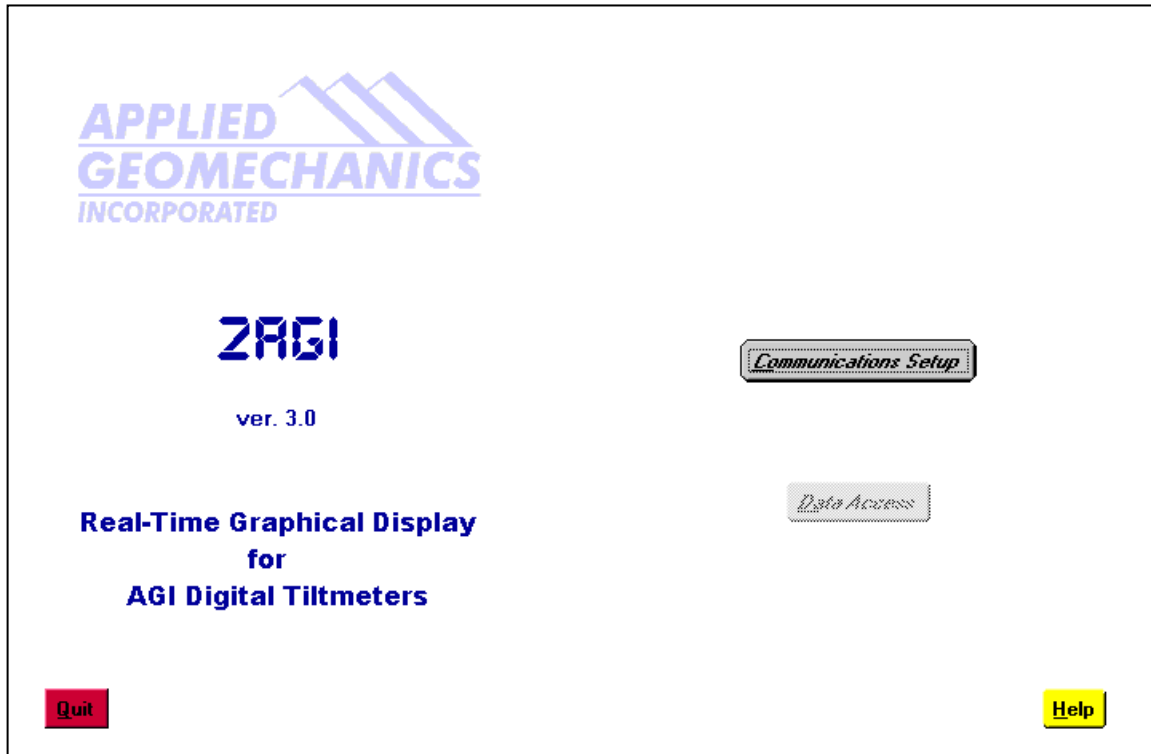 APPLIED
GEOMECHANICS
INCORPORATED
ZAGI
ver. 3.0
Real-Time Graphical Display
for
AGI Digital Tiltmeters
Communications Setup
Data Access
Quit
Help